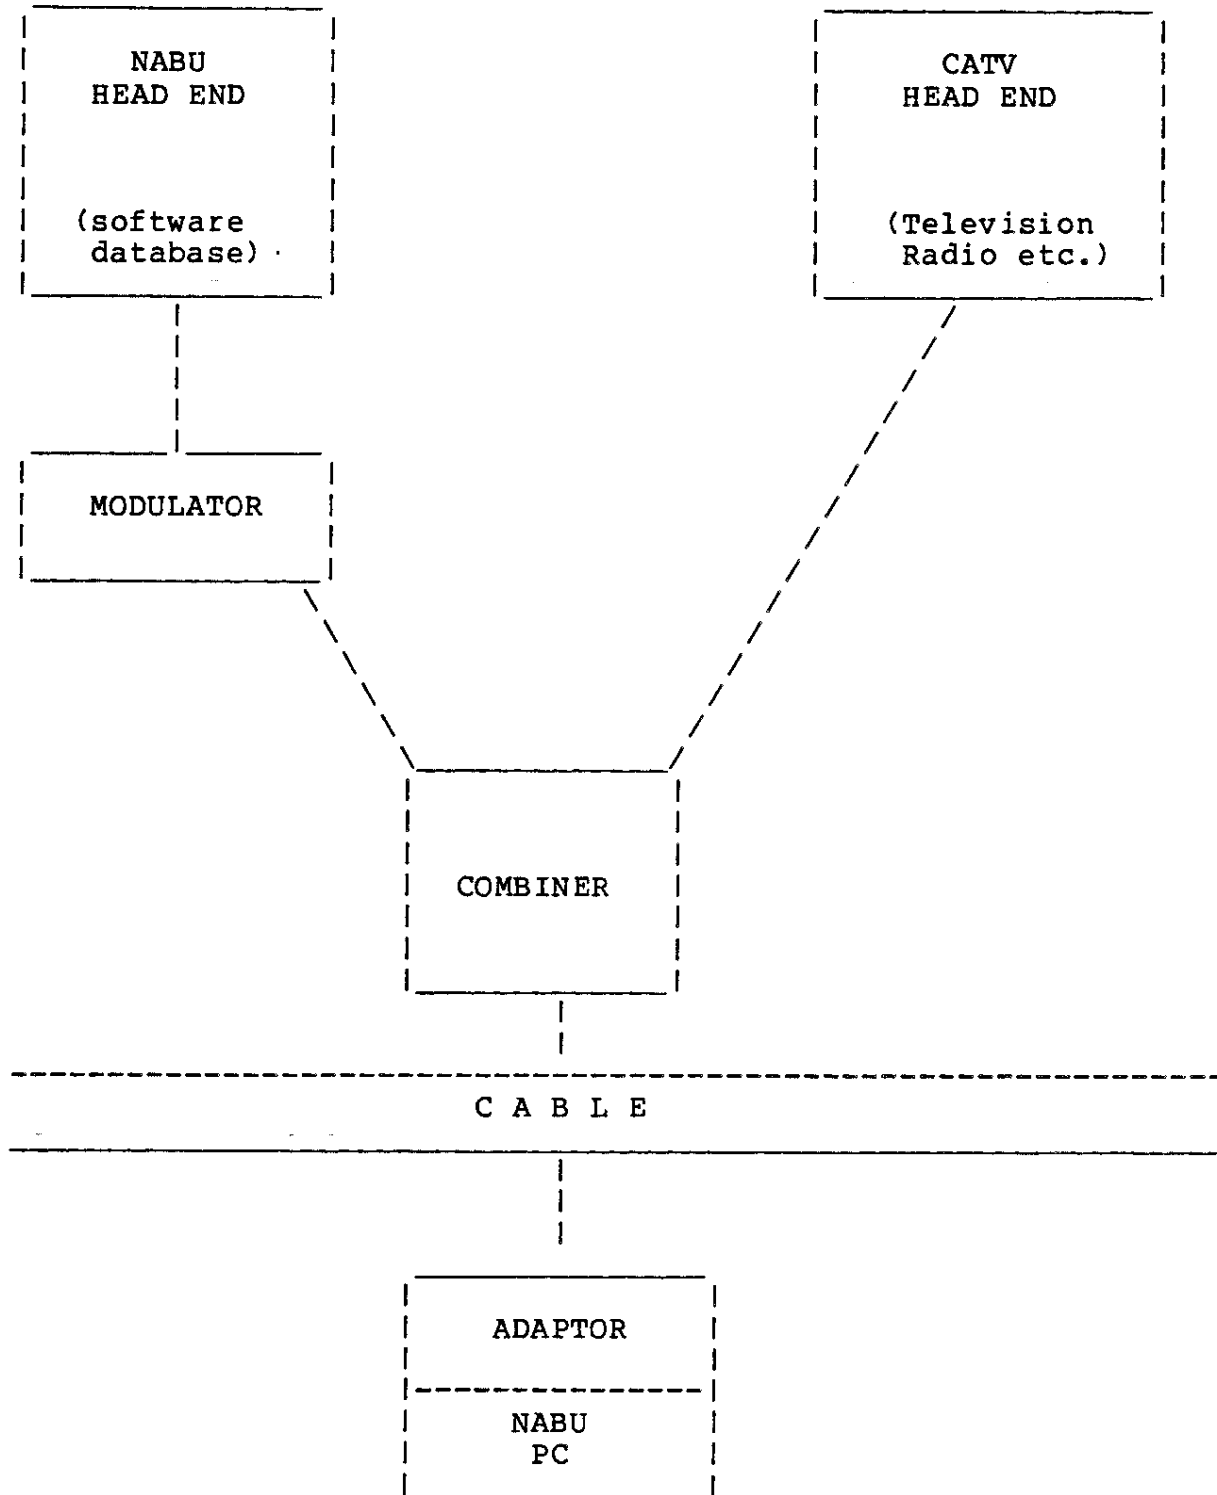 NABU
HEAD END
(software
database)
CATV
HEAD END
(Television
Radio etc.)
MODULATOR
COMBINER
C A B L E
ADAPTOR
NABU
PC